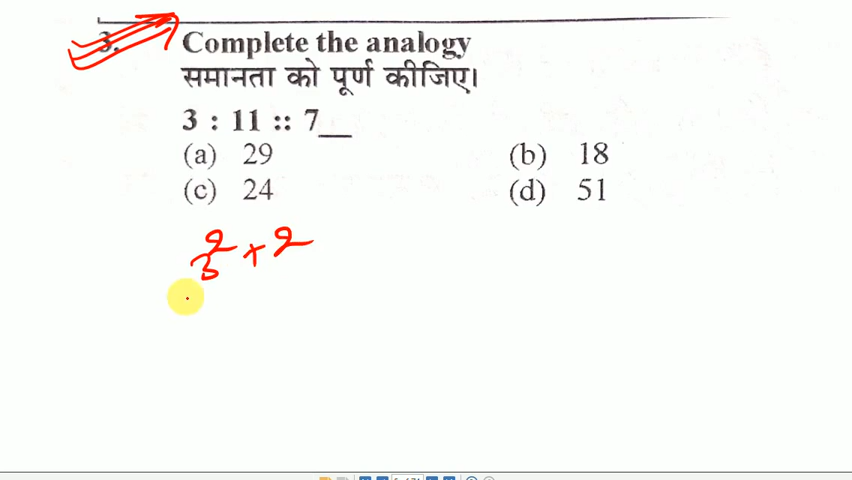 3.
Complete the analogy
समानता को पूर्ण कीजिए।
3 : 11 :: 7__
(a) 29 (b) 18
(c) 24 (d) 51
3² + 2